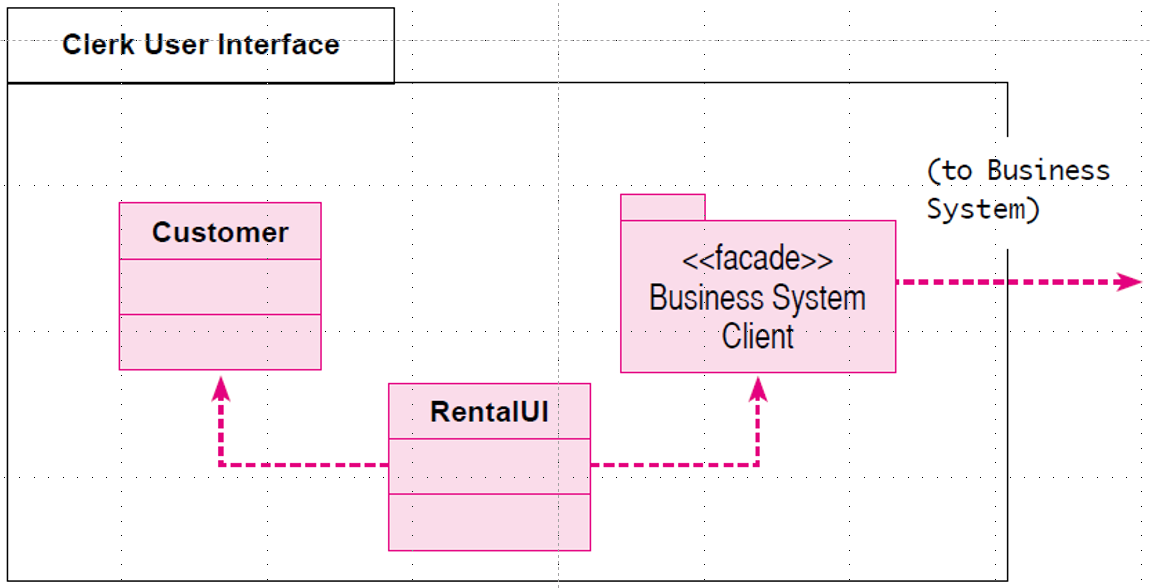 Clerk User Interface
(to Business
System)
Customer
<<facade>>
Business System
Client
RentalUI